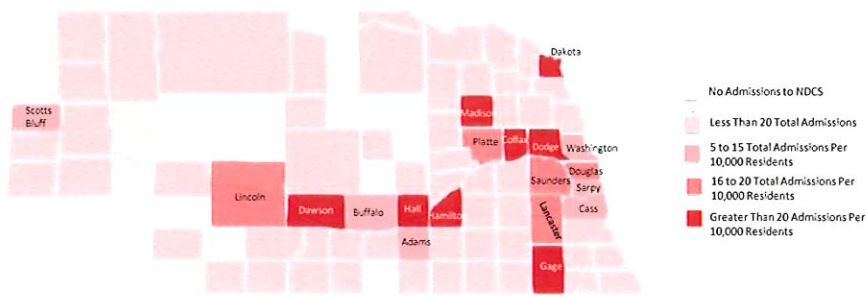 Dakota
Scotts
Bluff
Madison
Platte
Colfax
Dodge
Washington
Douglas
Saunders
Sarpy
Lincoln
Dawson
Buffalo
Hall
Hamilton
Lancaster
Cass
Adams
Gage
No Admissions to NDCS
Less Than 20 Total Admissions
5 to 15 Total Admissions Per
10,000 Residents
16 to 20 Total Admissions Per
10,000 Residents
Greater Than 20 Admissions Per
10,000 Residents